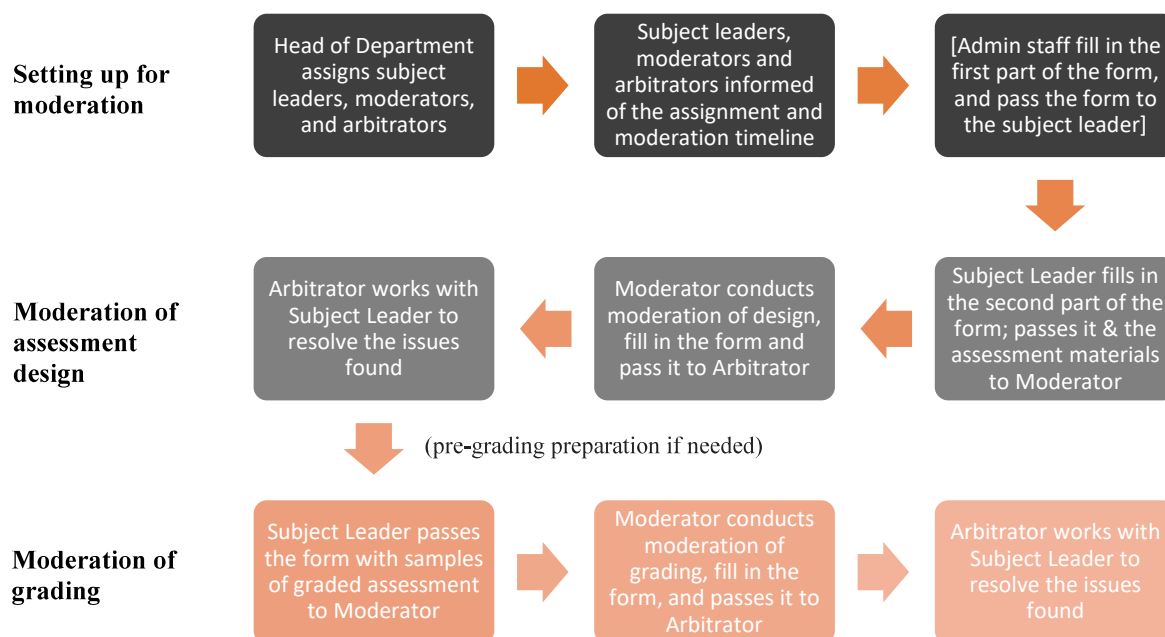 Setting up for
moderation
Head of Department
assigns subject
leaders, moderators,
and arbitrators
Subject leaders,
moderators and
arbitrators informed
of the assignment and
moderation timeline
[Admin staff fill in the
first part of the form,
and pass the form to
the subject leader]
Moderation of
assessment
design
Arbitrator works with
Subject Leader to
resolve the issues
found
Moderator conducts
moderation of design,
fill in the form and
pass it to Arbitrator
Subject Leader fills in
the second part of the
form; passes it & the
assessment materials
to Moderator
(pre-grading preparation if needed)
Moderation of
grading
Subject Leader passes
the form with samples
of graded assessment
to Moderator
Moderator conducts
moderation of
grading, fill in the
form, and passes it to
Arbitrator
Arbitrator works with
Subject Leader to
resolve the issues
found